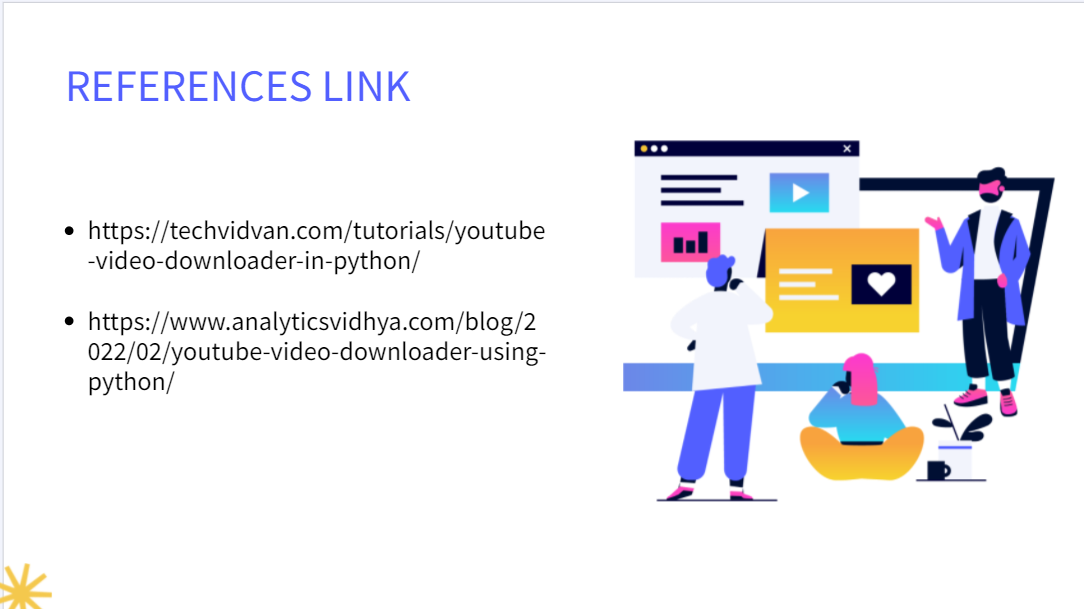 REFERENCES LINK
https://techvidvan.com/tutorials/youtube
-video-downloader-in-python/
https://www.analyticsvidhya.com/blog/2
022/02/youtube-video-downloader-using-
python/